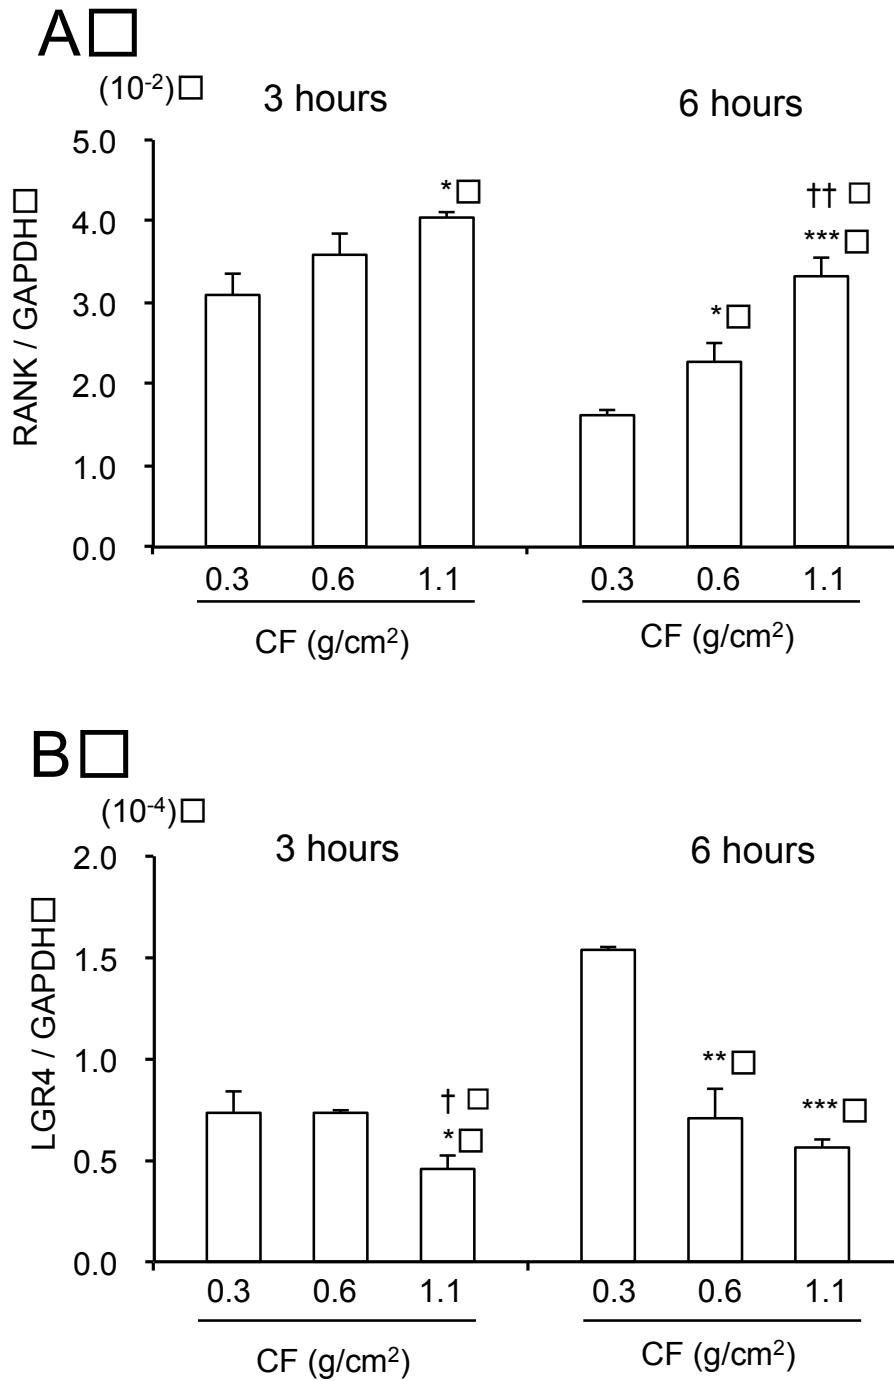 A□
(10⁻²)□
3 hours
6 hours
RANK / GAPDH□
5.0
4.0
3.0
2.0
1.0
0.0
*□
*□
†† □
***□
0.3 0.6 1.1
0.3 0.6 1.1
CF (g/cm²)
CF (g/cm²)
B□
(10⁻⁴)□
3 hours
6 hours
LGR4 / GAPDH□
2.0
1.5
1.0
0.5
0.0
† □
*□
**□
***□
0.3 0.6 1.1
0.3 0.6 1.1
CF (g/cm²)
CF (g/cm²)